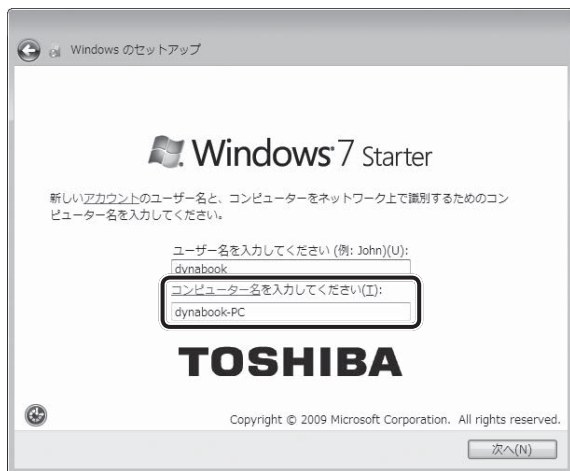 Windows のセットアップ
Windows 7 Starter
新しいアカウントのユーザー名と、コンピューターをネットワーク上で識別するためのコン
ピューター名を入力してください。
ユーザー名を入力してください (例: John)(U):
dynabook
コンピューター名を入力してください(T):
dynabook-PC
TOSHIBA
Copyright © 2009 Microsoft Corporation. All rights reserved.
次へ(N)